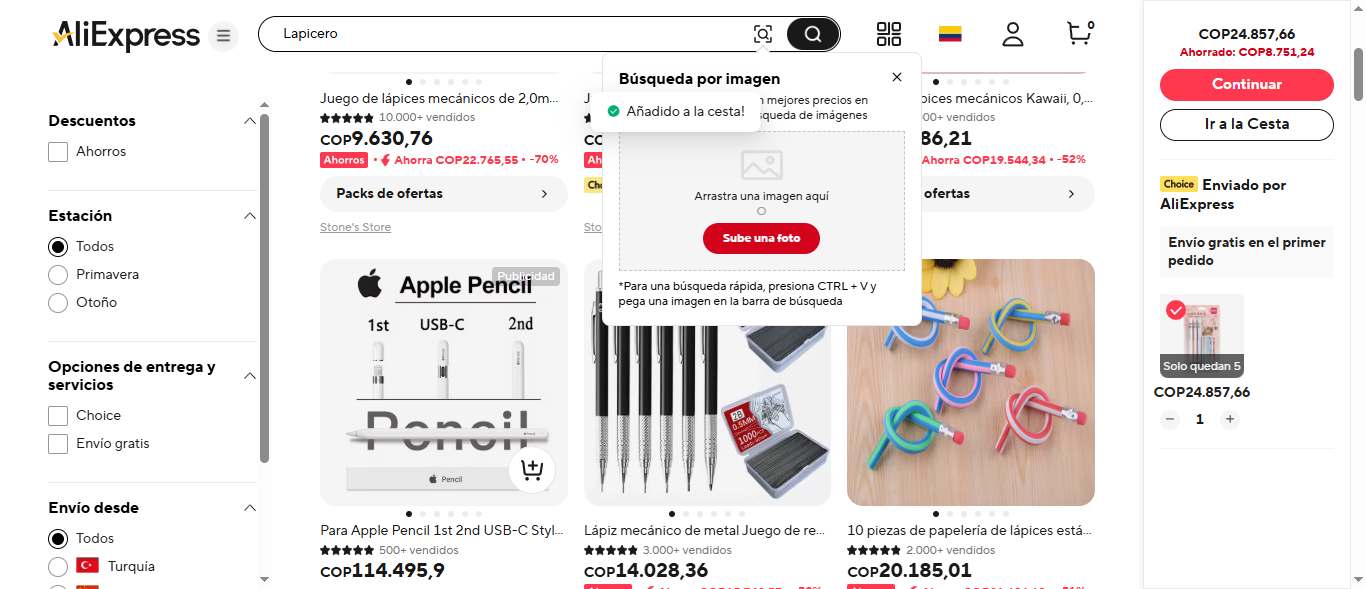 AliExpress
Lapicero
0
Búsqueda por imagen
n mejores precios en
squeda de imágenes
Añadido a la cesta!
Arrastra una imagen aquí
O
Sube una foto
*Para una búsqueda rápida, presiona CTRL + V y
pega una imagen en la barra de búsqueda
Descuentos
Ahorros
Estación
Todos
Primavera
Otoño
Opciones de entrega y
servicios
Choice
Envío gratis
Envío desde
Todos
Turquía
Juego de lápices mecánicos de 2,0m...
10.000+ vendidos
COP9.630,76
Ahorros
Ahorra COP22.765,55 • -70%
Packs de ofertas
Stone's Store
pices mecánicos Kawaii, 0,...
00+ vendidos
86,21
Ahorra COP19.544,34 • -52%
ofertas
Publicidad
Apple Pencil
1st USB-C 2nd
Pencil
Pencil
Para Apple Pencil 1st 2nd USB-C Styl...
500+ vendidos
COP114.495,9
2B
0.5MM
1000PCS
Lápiz mecánico de metal Juego de re...
3.000+ vendidos
COP14.028,36
10 piezas de papelería de lápices está...
2.000+ vendidos
COP20.185,01
COP24.857,66
Ahorrado: COP8.751,24
Continuar
Ir a la Cesta
Choice Enviado por
AliExpress
Envío gratis en el primer
pedido
Solo quedan 5
COP24.857,66
1